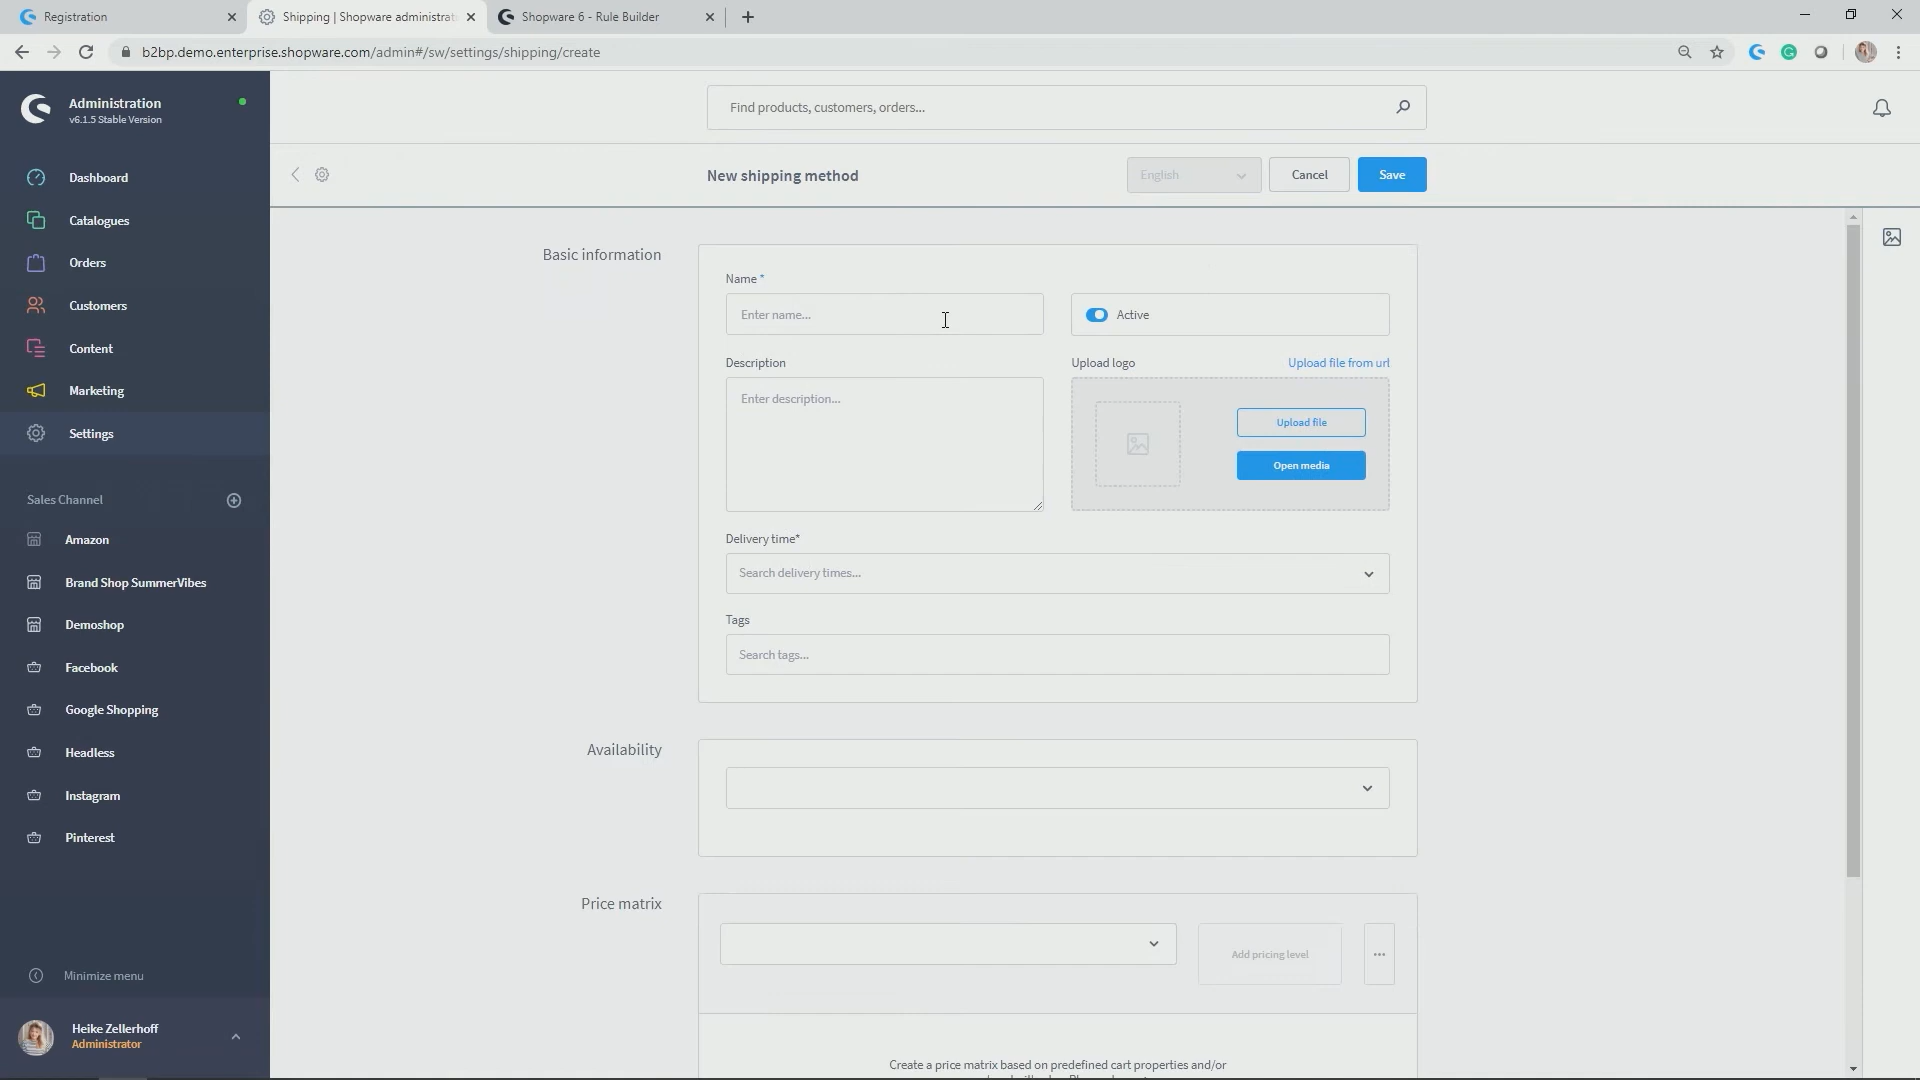 Registration
Shipping | Shopware administrat
Shopware 6 - Rule Builder
b2bp.demo.enterprise.shopware.com/admin#/sw/settings/shipping/create
Administration
v6.1.5 Stable Version
Find products, customers, orders...
New shipping method
English
Cancel
Save
Dashboard
Catalogues
Orders
Customers
Content
Marketing
Settings
Sales Channel
Amazon
Brand Shop SummerVibes
Demoshop
Facebook
Google Shopping
Headless
Instagram
Pinterest
Minimize menu
Heike Zellerhoff
Administrator
Basic information
Name *
Enter name...
Active
Description
Enter description...
Upload logo
Upload file from url
Upload file
Open media
Delivery time*
Search delivery times...
Tags
Search tags...
Availability
Price matrix
Add pricing level
...
Create a price matrix based on predefined cart properties and/or